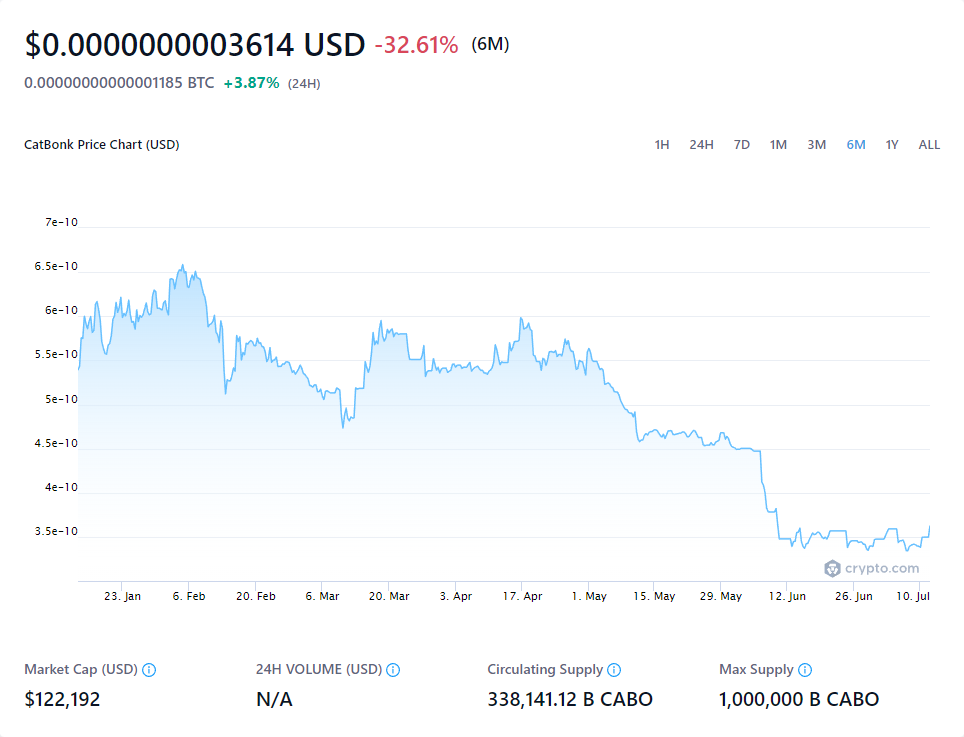 $0.0000000003614 USD -32.61% (6M)
0.00000000000001185 BTC +3.87% (24H)
CatBonk Price Chart (USD)
1H 24H 7D 1M 3M 6M 1Y ALL
7e-10
6.5e-10
6e-10
5.5e-10
5e-10
4.5e-10
4e-10
3.5e-10
crypto.com
23. Jan 6. Feb 20. Feb 6. Mar 20. Mar 3. Apr 17. Apr 1. May 15. May 29. May 12. Jun 26. Jun 10. Jul
Market Cap (USD) 24H VOLUME (USD) Circulating Supply Max Supply
$122,192 N/A 338,141.12 B CABO 1,000,000 B CABO